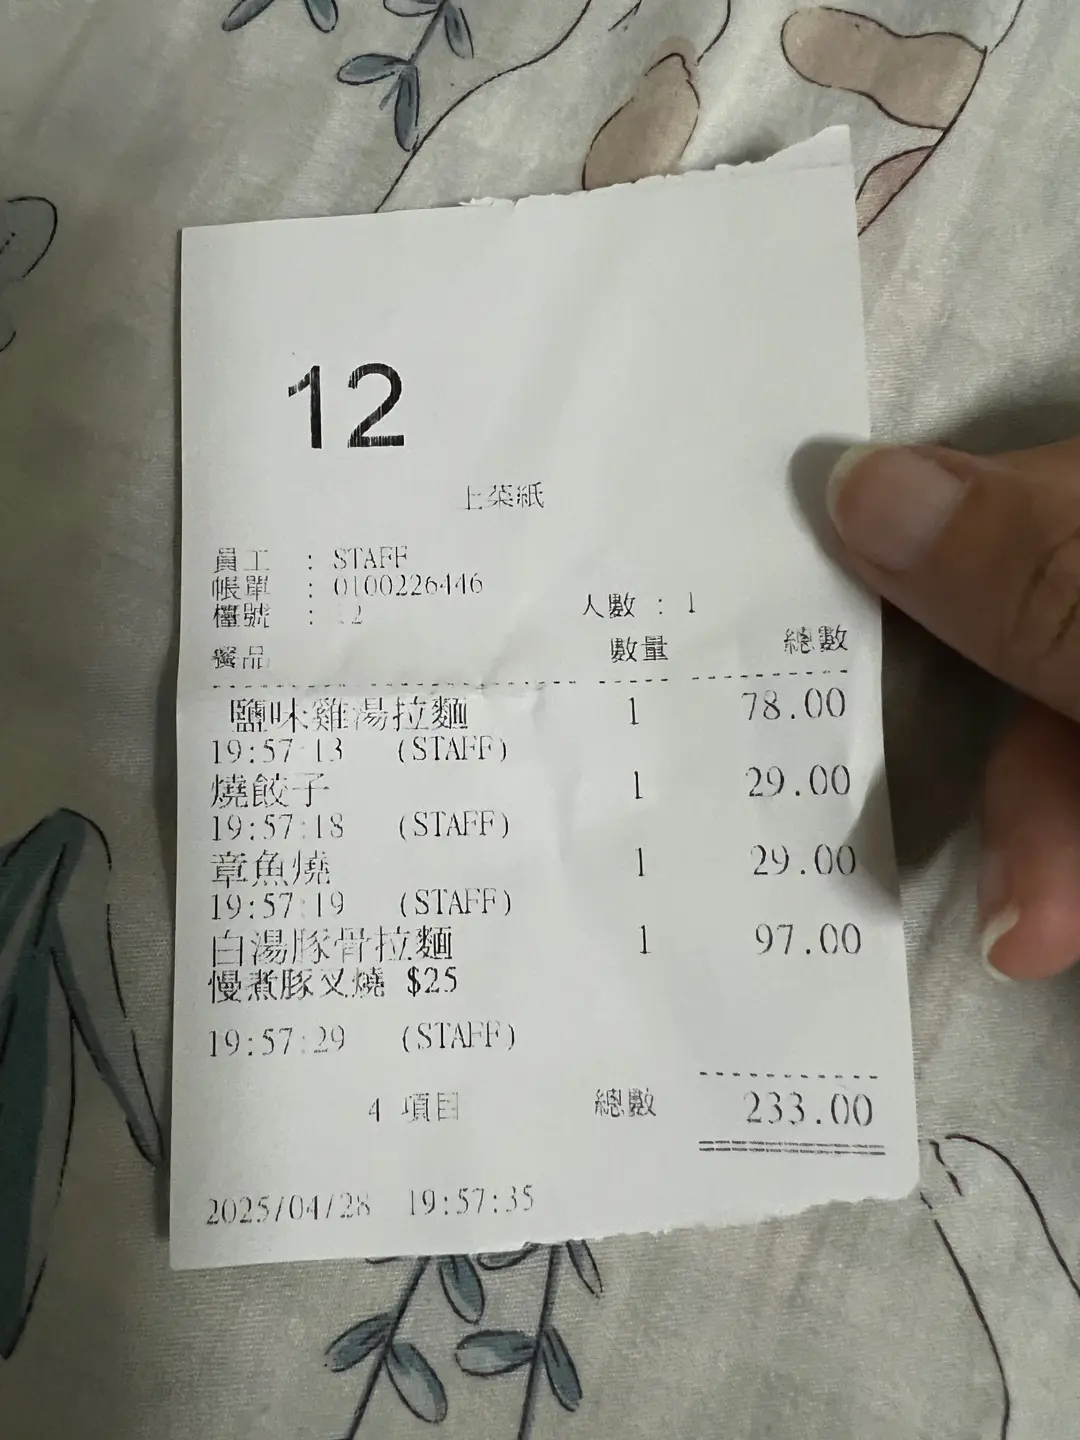 12
上菜紙
員工 : STAFF
帳單 : 0100226446
檯號 : 12
人數 : 1
餐品 數量 總數
鹽味雞湯拉麵 1 78.00
19:57:13 (STAFF)
燒餃子 1 29.00
19:57:18 (STAFF)
章魚燒 1 29.00
19:57:19 (STAFF)
白湯豚骨拉麵 1 97.00
慢煮豚叉燒 $25
19:57:29 (STAFF)
4 項目 總數 233.00
2025/04/28 19:57:35